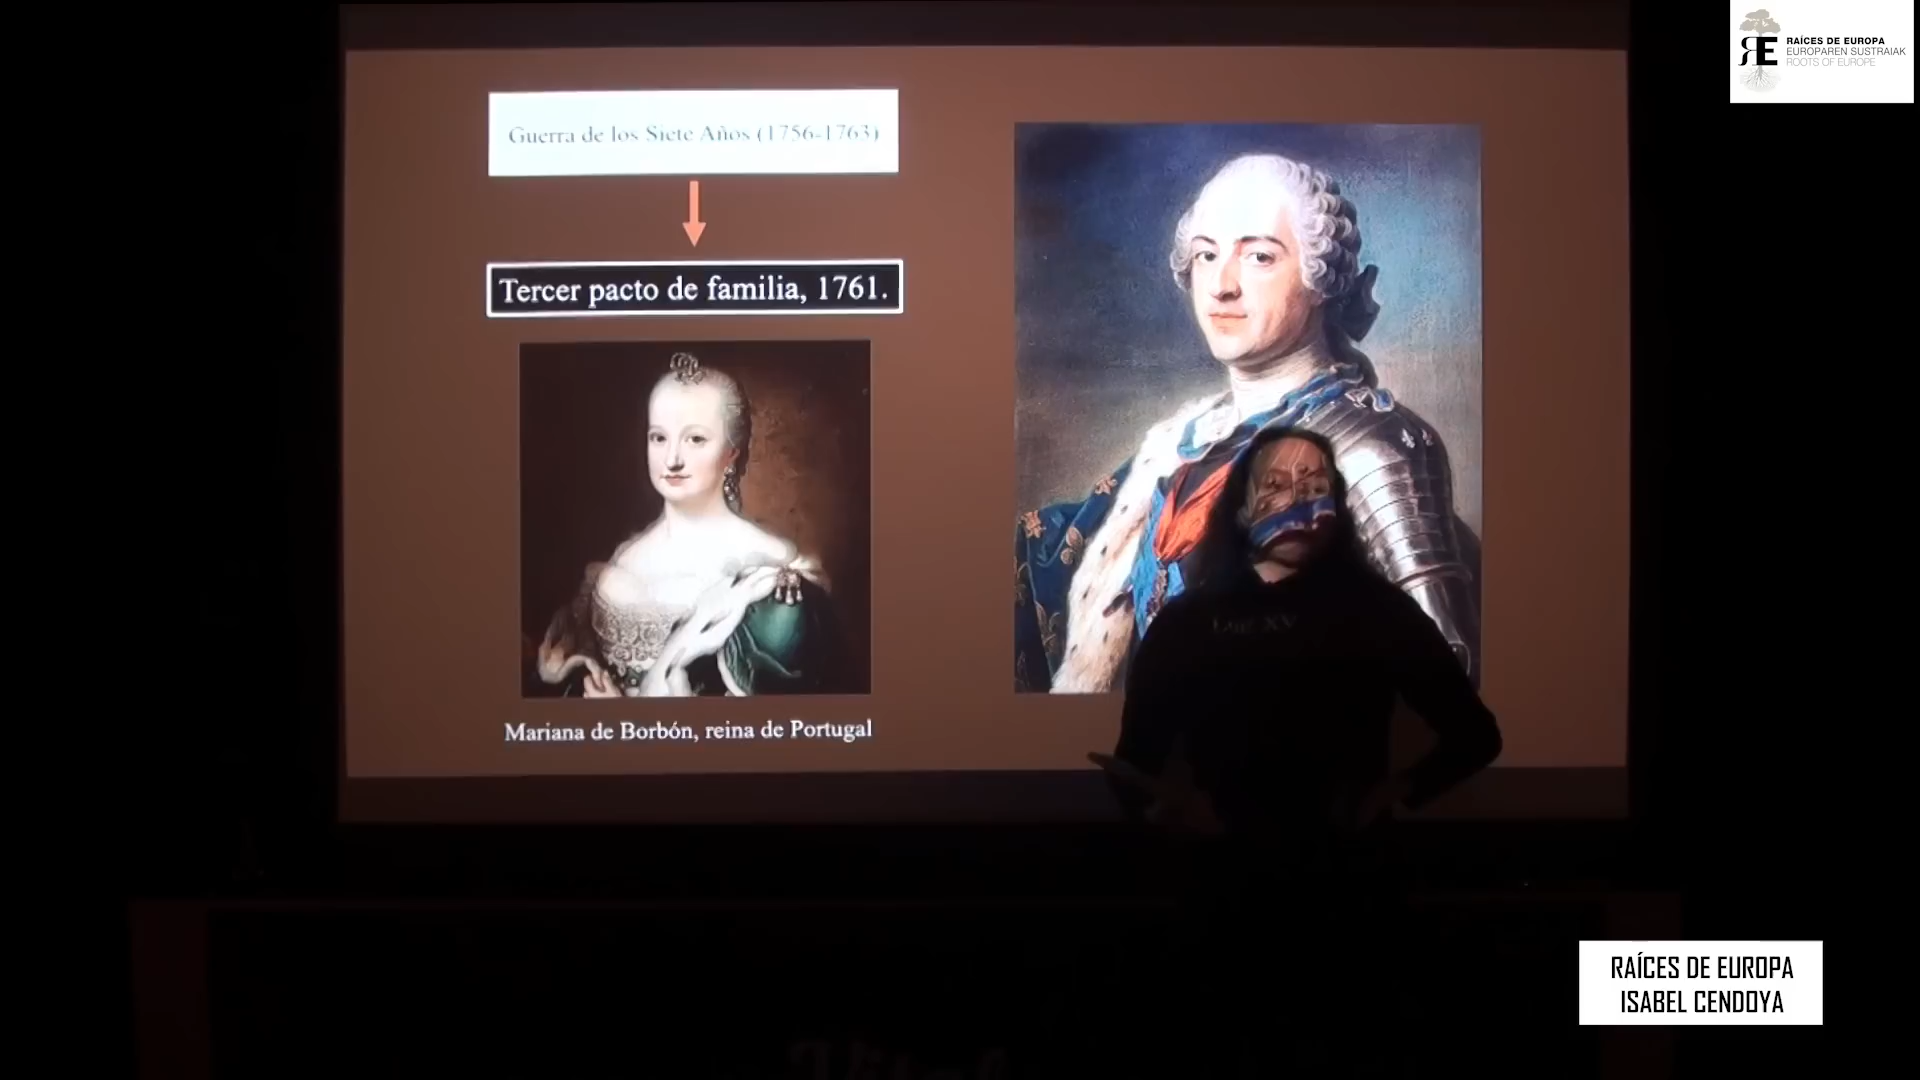 RAÍCES DE EUROPA
EUROPAREN SUSTRAIAK
ROOTS OF EUROPE
Guerra de los Siete Años (1756-1763)
Tercer pacto de familia, 1761.
Mariana de Borbón, reina de Portugal
XV
RAÍCES DE EUROPA
ISABEL CENDOYA